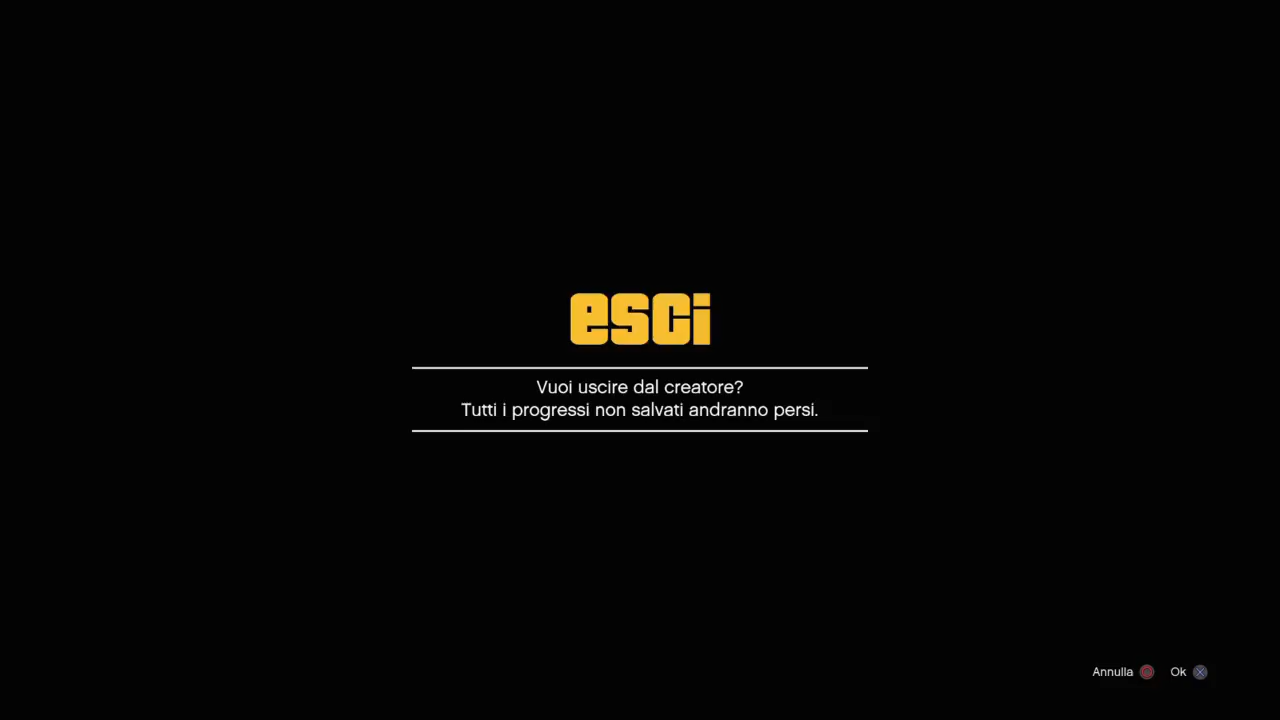 esci
Vuoi uscire dal creatore?
Tutti i progressi non salvati andranno persi.
Annulla Ok